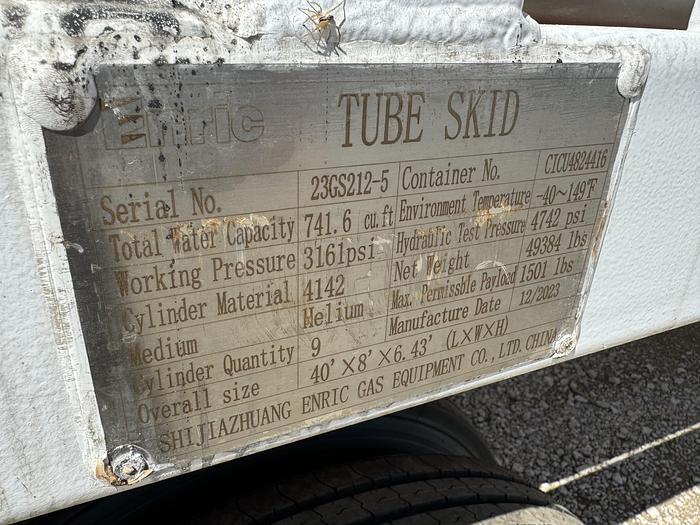 ENRIC
TUBE SKID
Serial No. 23GS212-5 Container No. CICU4824416
Total Water Capacity 741.6 cu.ft Environment Temperature -40~149℉
Working Pressure 3161psi Hydraulic Test Pressure 4742 psi
Cylinder Material 4142 Net Weight 49384 lbs
Medium Helium Max. Permissble Payload 1501 lbs
Cylinder Quantity 9 Manufacture Date 12/2023
Overall size 40'×8'×6.43' (L×W×H)
SHIJIAZHUANG ENRIC GAS EQUIPMENT CO., LTD. CHINA